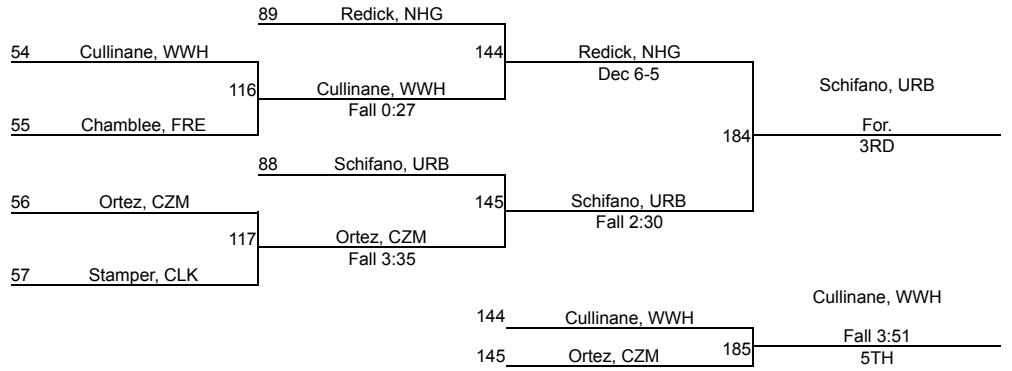 89 Redick, NHG
54 Cullinane, WWH
144 Redick, NHG
Dec 6-5
116 Cullinane, WWH
Fall 0:27
Schifano, URB
55 Chamblee, FRE
184 For.
3RD
88 Schifano, URB
56 Ortez, CZM
145 Schifano, URB
Fall 2:30
117 Ortez, CZM
Fall 3:35
57 Stamper, CLK
Cullinane, WWH
144 Cullinane, WWH
185 Fall 3:51
5TH
145 Ortez, CZM